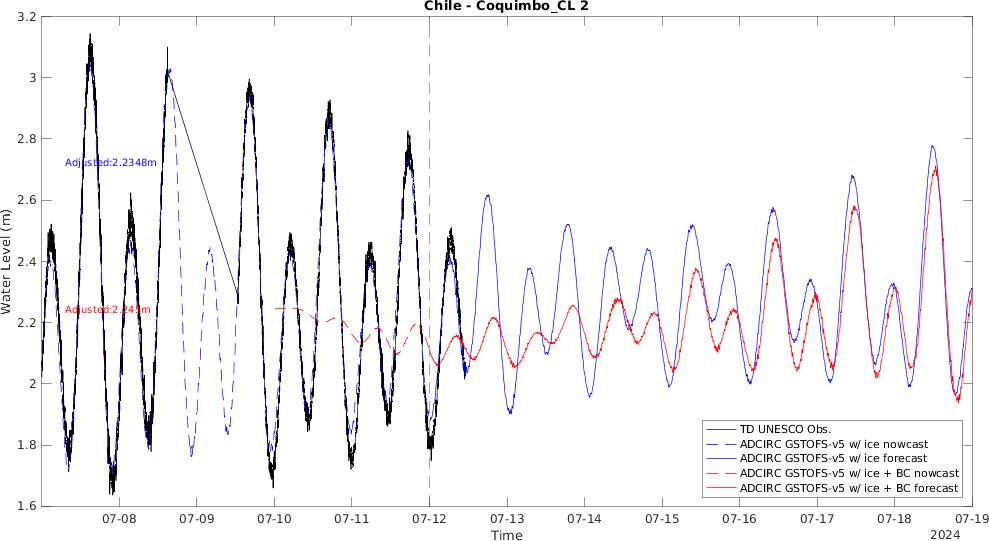 Chile - Coquimbo_CL 2
3.2
3
2.8
2.6
2.4
2.2
2
1.8
1.6
Water Level (m)
Adjusted:2.2348m
Adjusted:2.245m
TD UNESCO Obs.
ADCIRC GSTOFS-v5 w/ ice nowcast
ADCIRC GSTOFS-v5 w/ ice forecast
ADCIRC GSTOFS-v5 w/ ice + BC nowcast
ADCIRC GSTOFS-v5 w/ ice + BC forecast
07-08 07-09 07-10 07-11 07-12 07-13 07-14 07-15 07-16 07-17 07-18 07-19
Time
2024